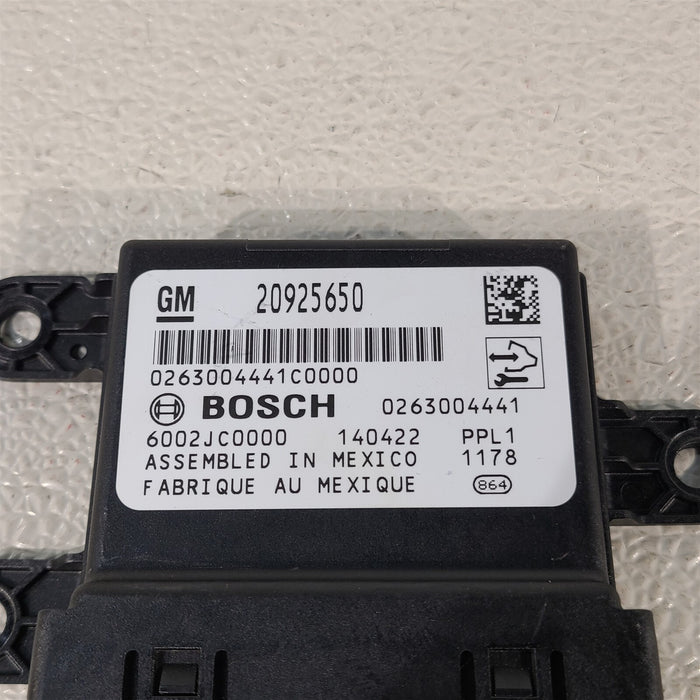 GM 20925650
0263004441C0000
BOSCH 0263004441
6002JC0000 140422 PPL1
ASSEMBLED IN MEXICO 1178
FABRIQUE AU MEXIQUE 864